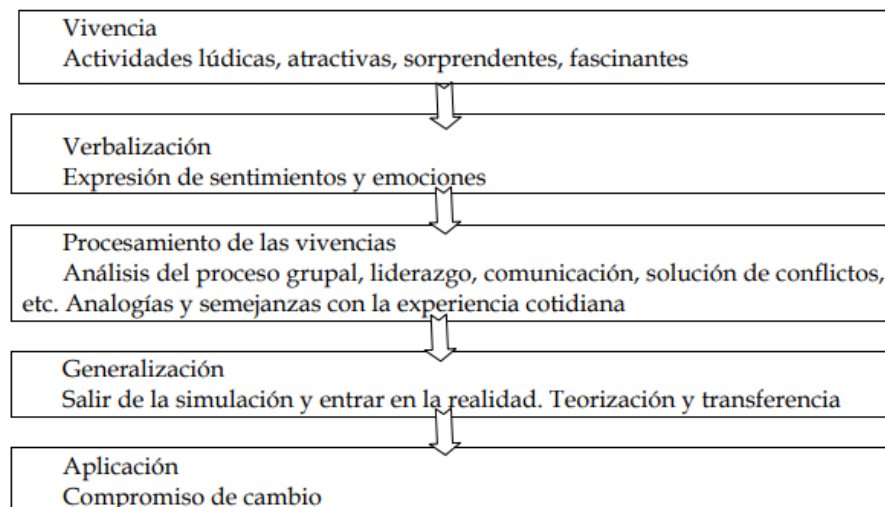 Vivencia
Actividades lúdicas, atractivas, sorprendentes, fascinantes
Verbalización
Expresión de sentimientos y emociones
Procesamiento de las vivencias
Análisis del proceso grupal, liderazgo, comunicación, solución de conflictos,
etc. Analogías y semejanzas con la experiencia cotidiana
Generalización
Salir de la simulación y entrar en la realidad. Teorización y transferencia
Aplicación
Compromiso de cambio